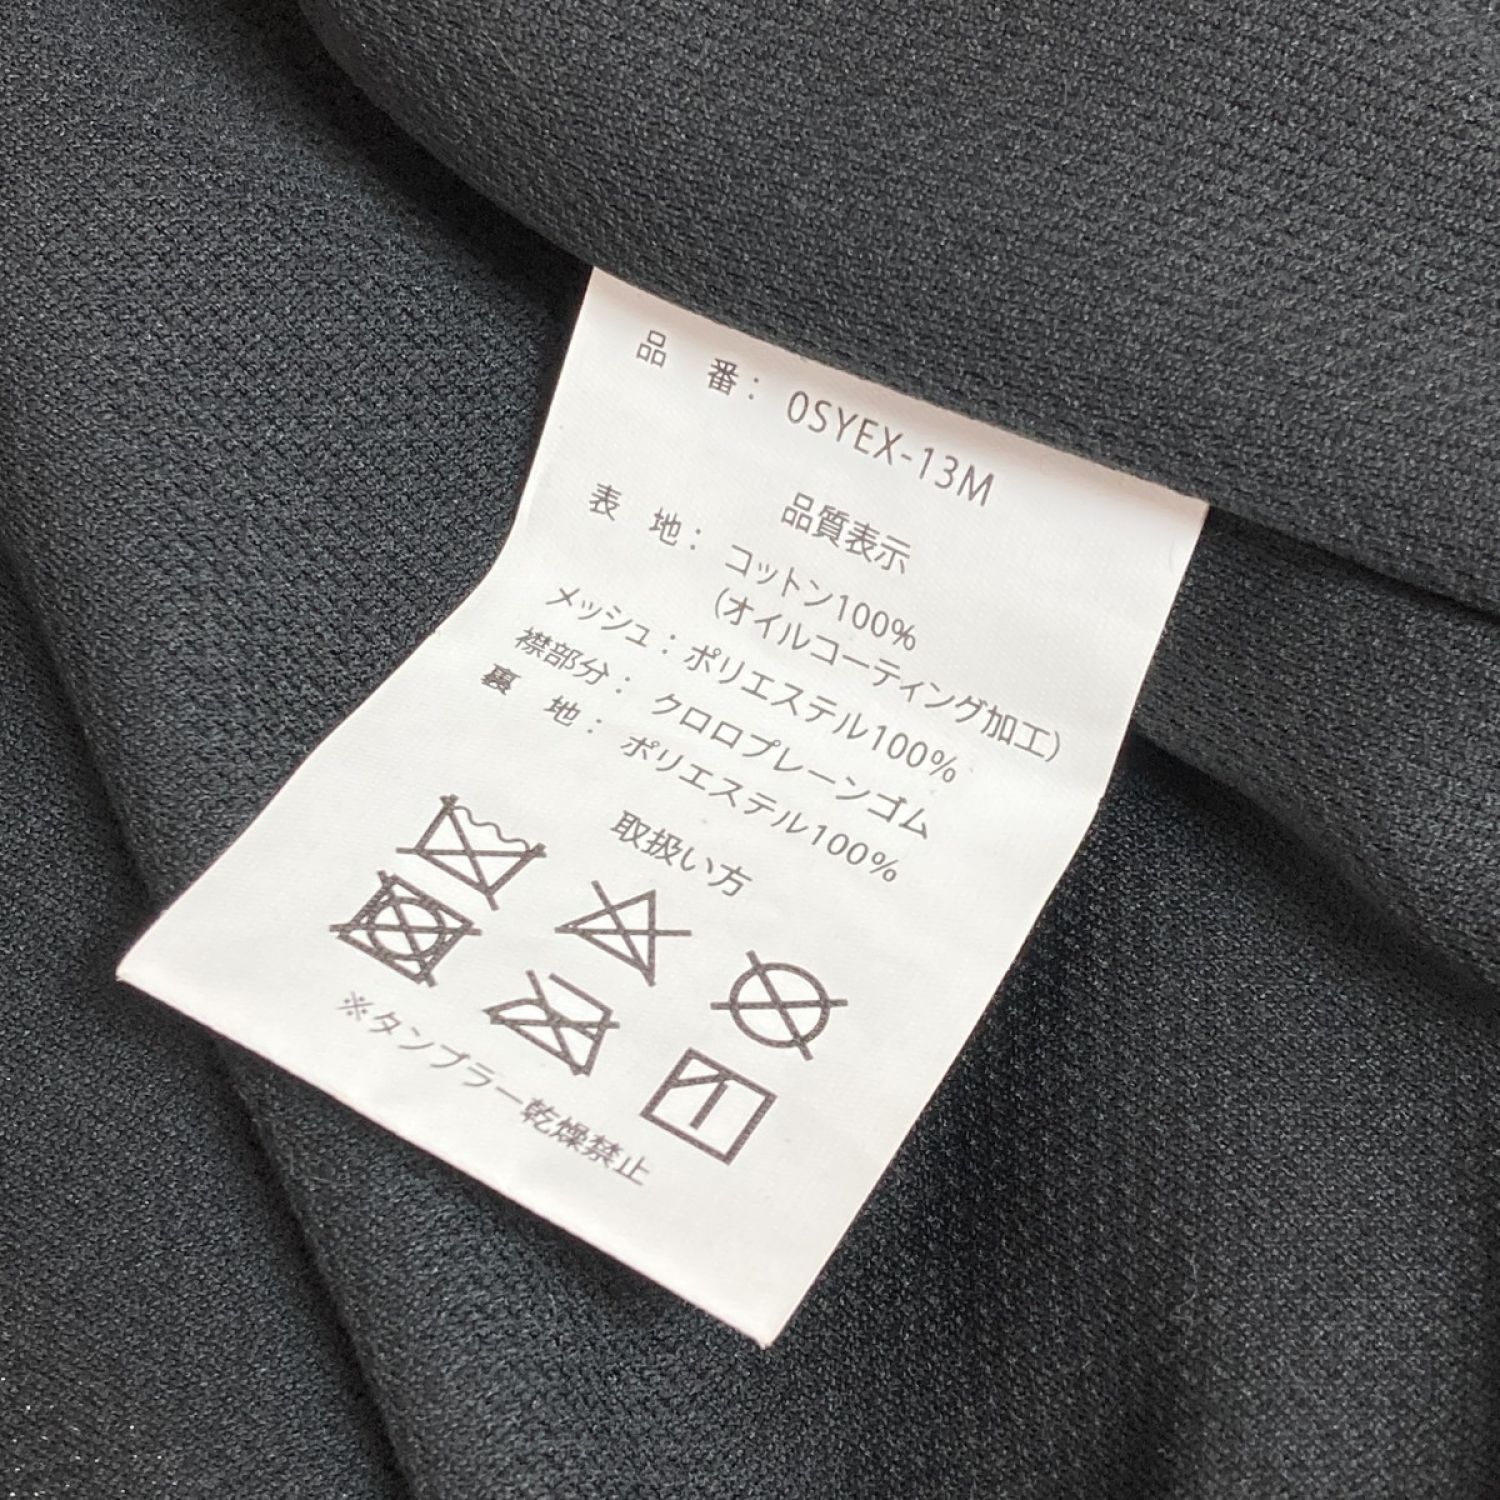 品 番： 0SYEX-13M
品質表示
表 地： コットン100%
(オイルコーティング加工)
メッシュ： ポリエステル100%
襟部分： クロロプレーンゴム
裏 地： ポリエステル100%
取扱い方
※タンブラー乾燥禁止